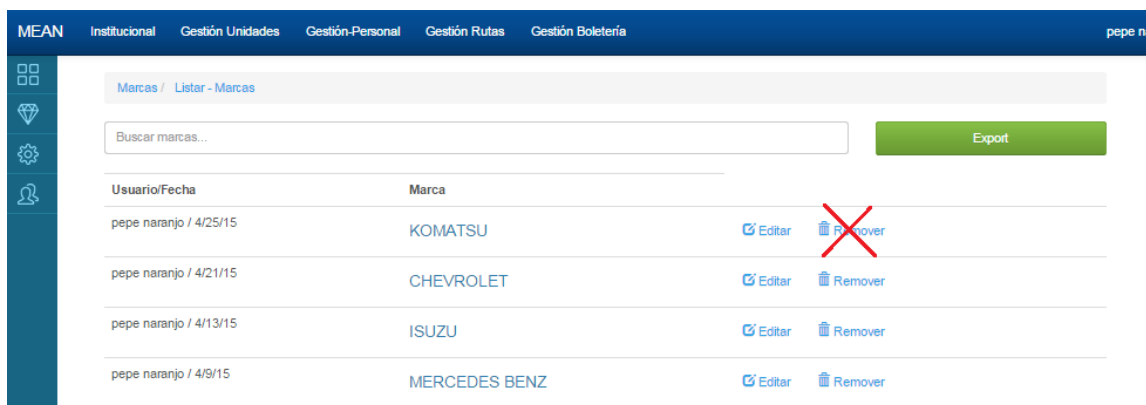 MEAN Institucional Gestión Unidades Gestión-Personal Gestión Rutas Gestión Boletería pepe n
Marcas / Listar - Marcas
Buscar marcas... Export
Usuario/Fecha Marca
pepe naranjo / 4/25/15 KOMATSU Editar Remover
pepe naranjo / 4/21/15 CHEVROLET Editar Remover
pepe naranjo / 4/13/15 ISUZU Editar Remover
pepe naranjo / 4/9/15 MERCEDES BENZ Editar Remover